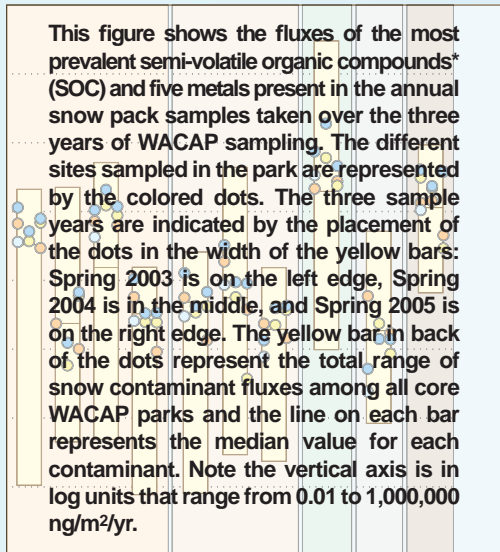 This figure shows the fluxes of the most
prevalent semi-volatile organic compounds*
(SOC) and five metals present in the annual
snow pack samples taken over the three
years of WACAP sampling. The different
sites sampled in the park are represented
by the colored dots. The three sample
years are indicated by the placement of
the dots in the width of the yellow bars:
Spring 2003 is on the left edge, Spring
2004 is in the middle, and Spring 2005 is
on the right edge. The yellow bar in back
of the dots represent the total range of
snow contaminant fluxes among all core
WACAP parks and the line on each bar
represents the median value for each
contaminant. Note the vertical axis is in
log units that range from 0.01 to 1,000,000
ng/m²/yr.